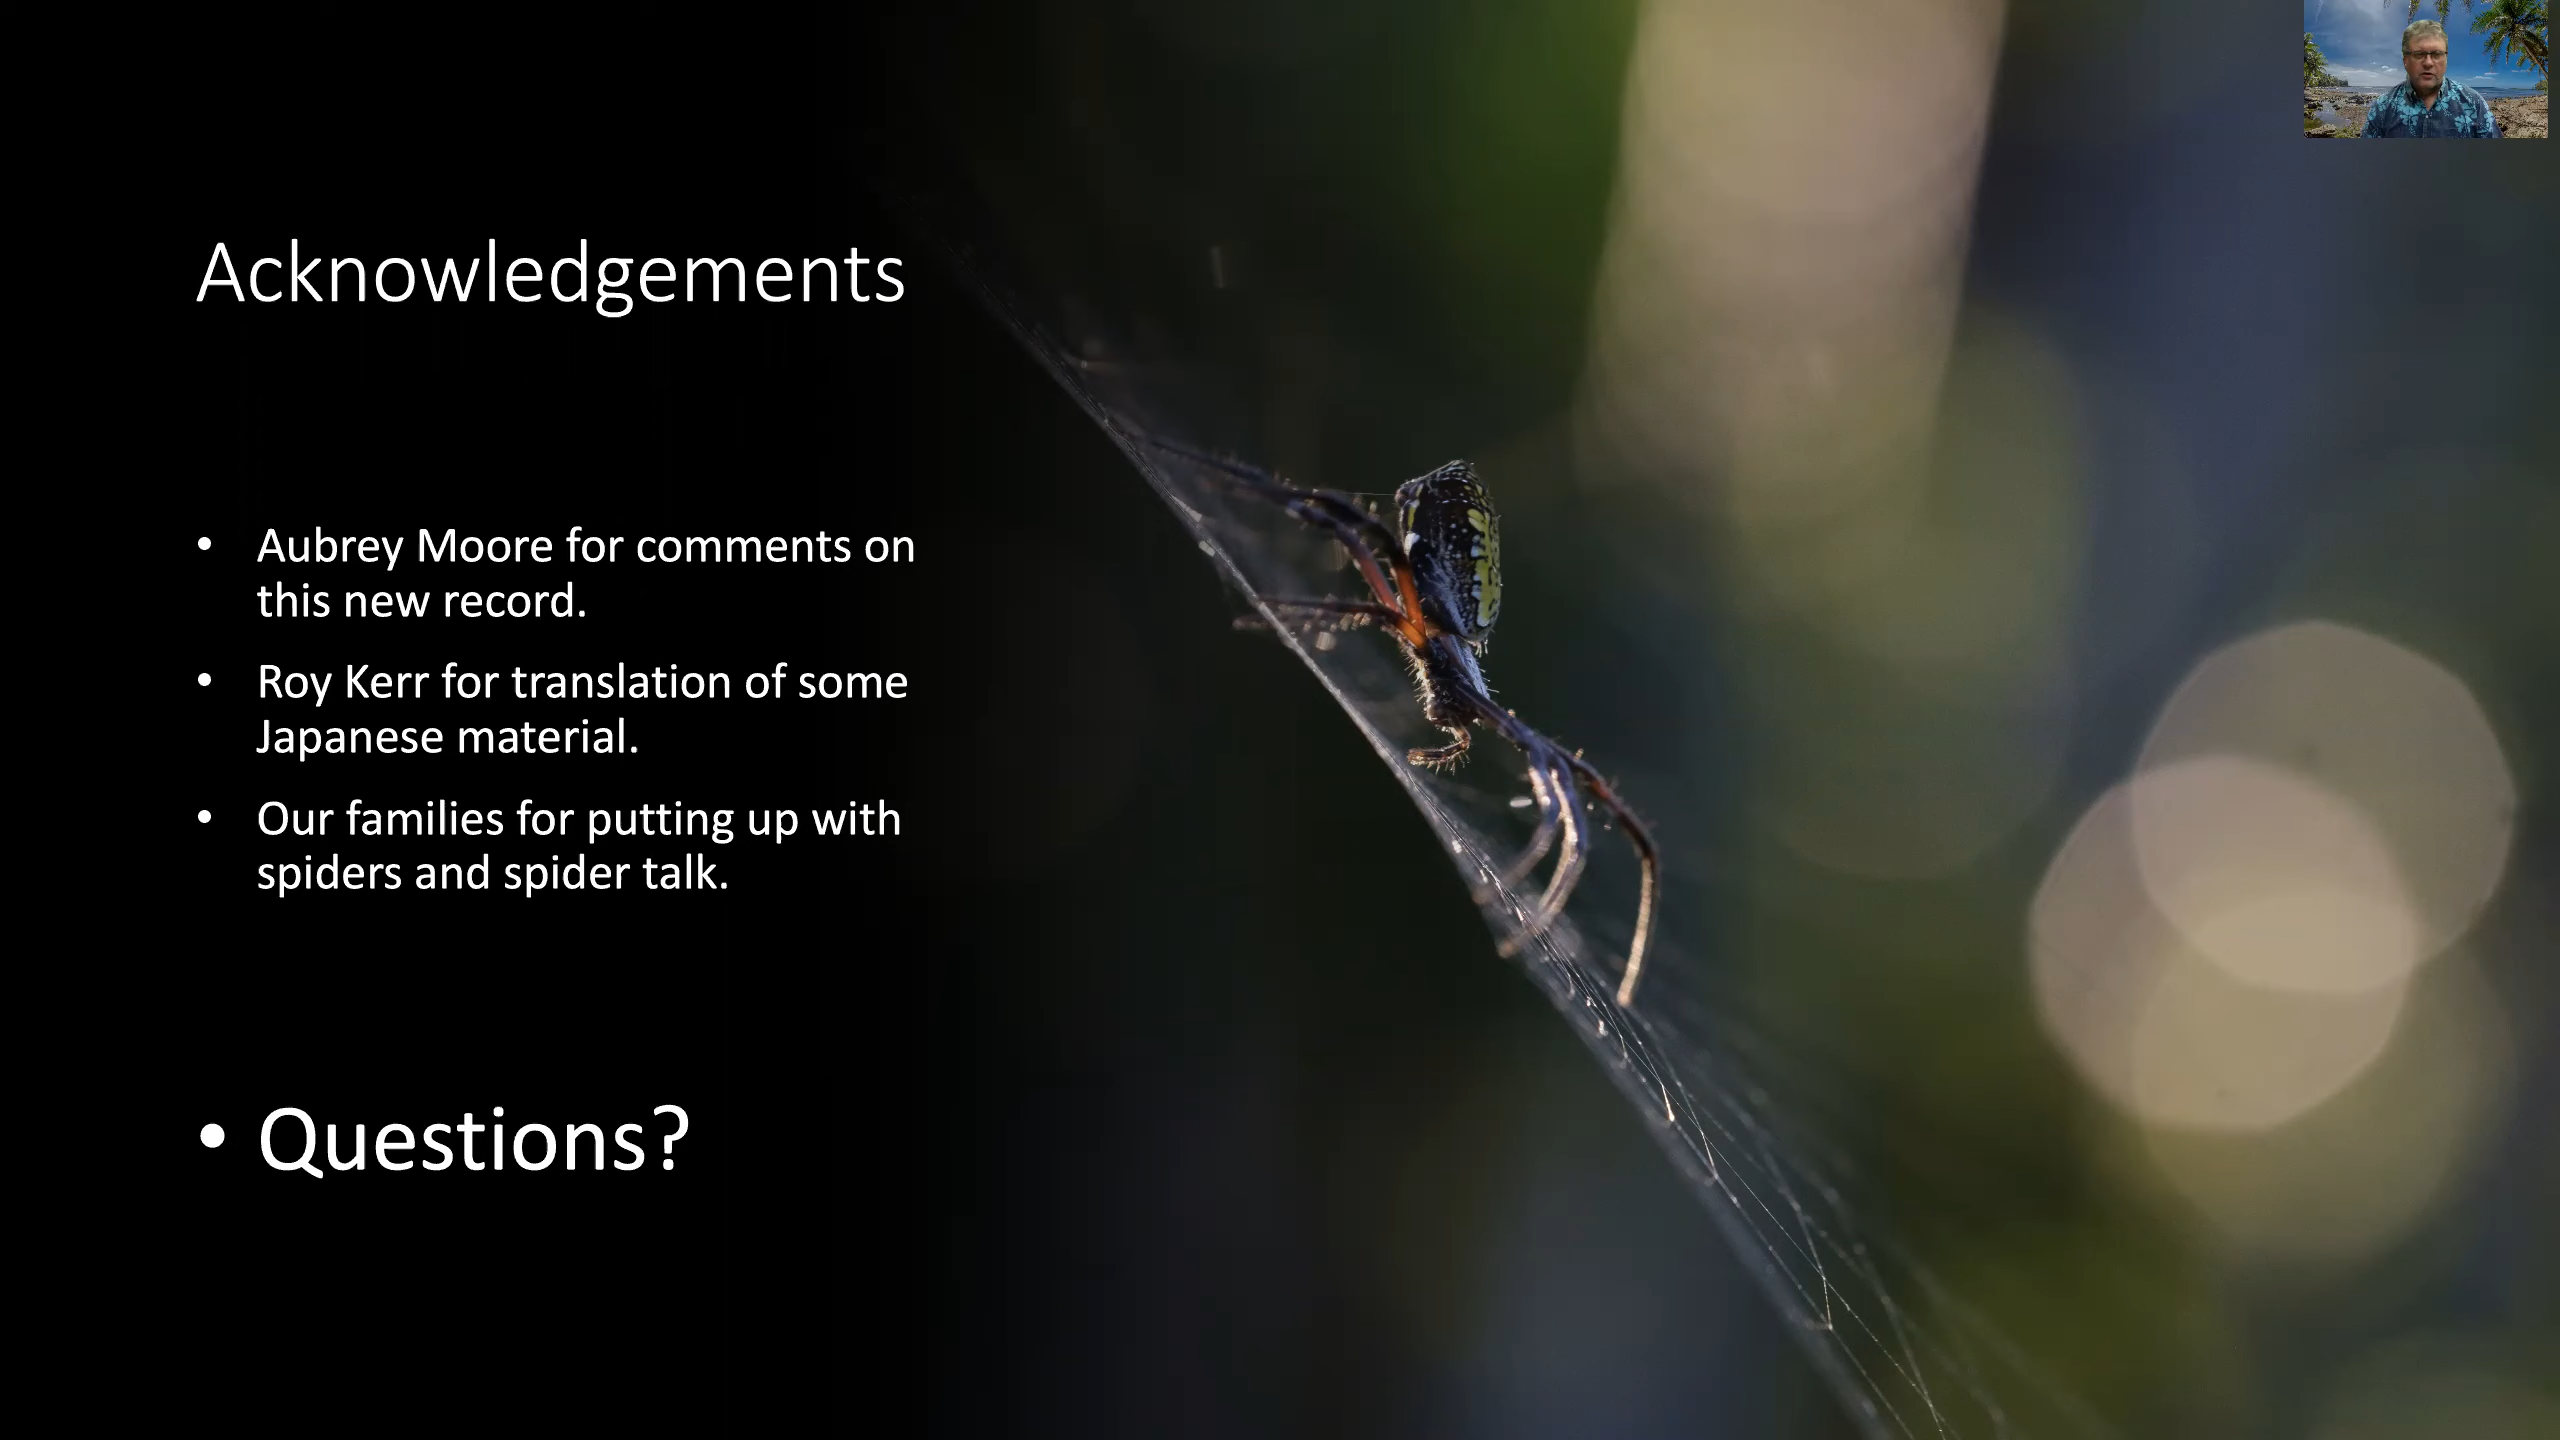 Acknowledgements
• Aubrey Moore for comments on
this new record.
• Roy Kerr for translation of some
Japanese material.
• Our families for putting up with
spiders and spider talk.
• Questions?